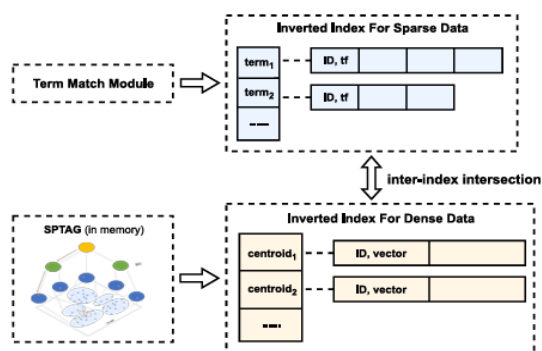 Inverted Index For Sparse Data
term1
ID, tf
term2
ID, tf
Term Match Module
inter-index intersection
SPTAG (in memory)
Inverted Index For Dense Data
centroid1
ID, vector
centroid2
ID, vector